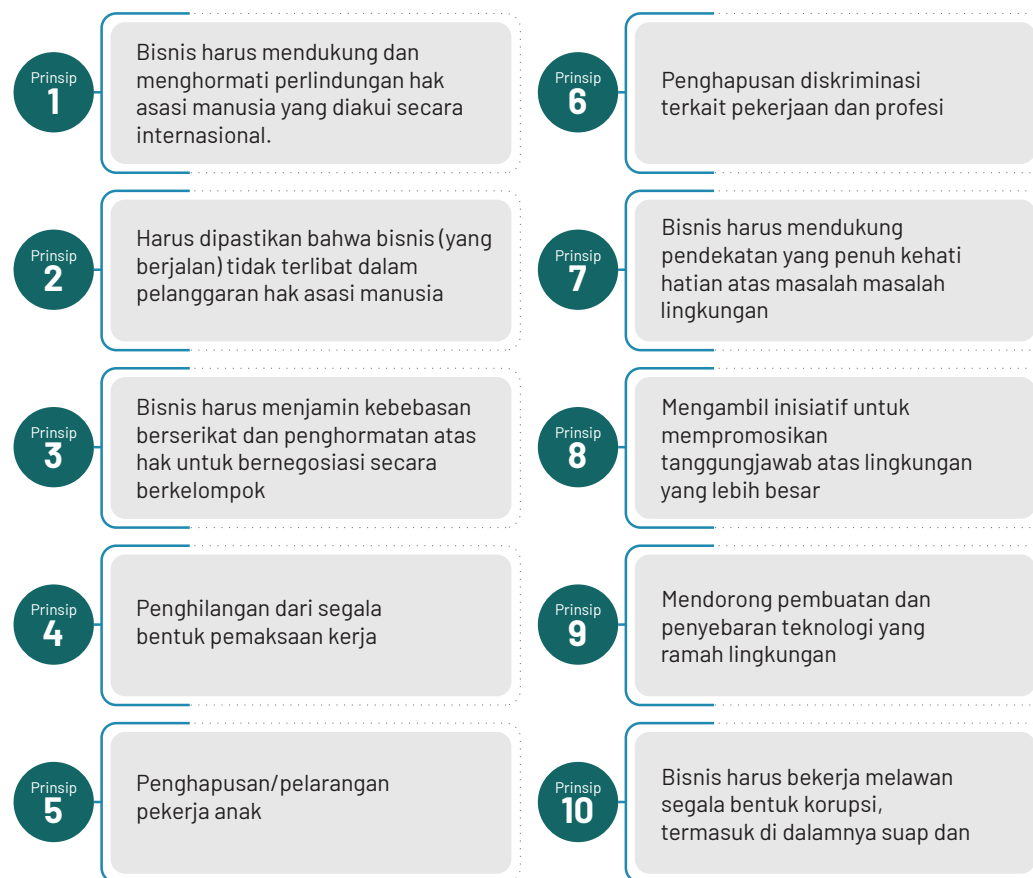 Prinsip
1
Bisnis harus mendukung dan
menghormati perlindungan hak
asasi manusia yang diakui secara
internasional.
Prinsip
2
Harus dipastikan bahwa bisnis (yang
berjalan) tidak terlibat dalam
pelanggaran hak asasi manusia
Prinsip
3
Bisnis harus menjamin kebebasan
berserikat dan penghormatan atas
hak untuk bernegosiasi secara
berkelompok
Prinsip
4
Penghilangan dari segala
bentuk pemaksaan kerja
Prinsip
5
Penghapusan/pelarangan
pekerja anak
Prinsip
6
Penghapusan diskriminasi
terkait pekerjaan dan profesi
Prinsip
7
Bisnis harus mendukung
pendekatan yang penuh kehati
hatian atas masalah masalah
lingkungan
Prinsip
8
Mengambil inisiatif untuk
mempromosikan
tanggungjawab atas lingkungan
yang lebih besar
Prinsip
9
Mendorong pembuatan dan
penyebaran teknologi yang
ramah lingkungan
Prinsip
10
Bisnis harus bekerja melawan
segala bentuk korupsi,
termasuk di dalamnya suap dan